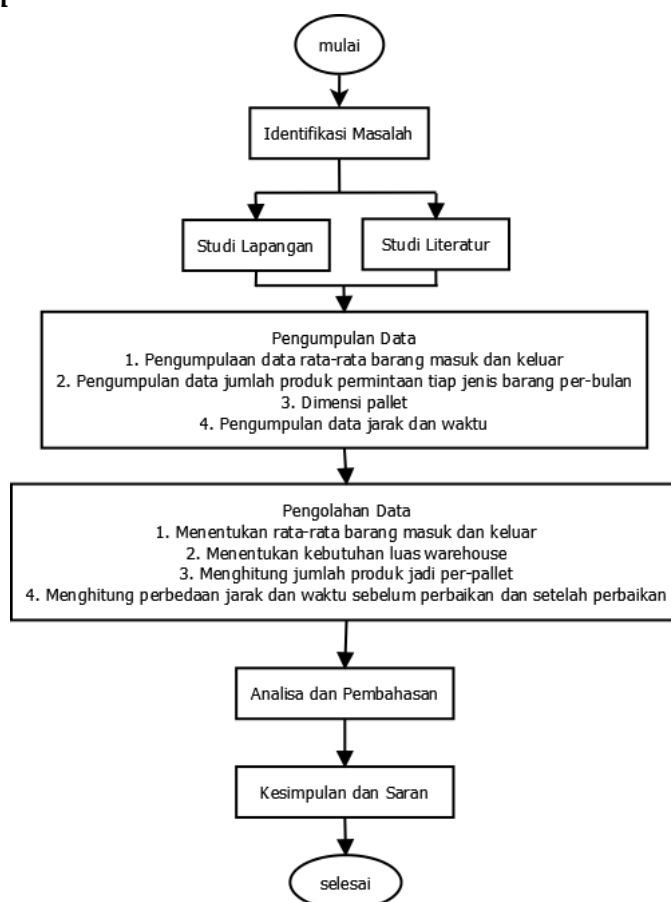 mulai
Identifikasi Masalah
Studi Lapangan
Studi Literatur
Pengumpulan Data
1. Pengumpulaan data rata-rata barang masuk dan keluar
2. Pengumpulan data jumlah produk permintaan tiap jenis barang per-bulan
3. Dimensi pallet
4. Pengumpulan data jarak dan waktu
Pengolahan Data
1. Menentukan rata-rata barang masuk dan keluar
2. Menentukan kebutuhan luas warehouse
3. Menghitung jumlah produk jadi per-pallet
4. Menghitung perbedaan jarak dan waktu sebelum perbaikan dan setelah perbaikan
Analisa dan Pembahasan
Kesimpulan dan Saran
selesai